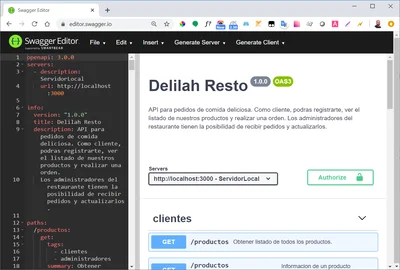 Swagger Editor
editor.swagger.io
Swagger Editor
File
Edit
Insert
Generate Server
Generate Client
1 openapi: 3.0.0
2 servers:
3 - description:
ServidorLocal
4 url: http://localhost
:3000
5
6 info:
7 version: "1.0.0"
8 title: Delilah Resto
9 description: API para
pedidos de comida
deliciosa. Como cliente,
podras registrarte, ver
el listado de nuestros
productos y realizar una
orden.
10 Los administradores del
restaurante tienen la
posibilidad de recibir
pedidos y actualizarlos
.
11
12 paths:
13 /productos:
14 get:
15 tags:
16 - clientes
17 - administradores
18 summary: Obtener
Delilah Resto 1.0.0 OAS3
API para pedidos de comida deliciosa. Como cliente, podras registrarte, ver el
listado de nuestros productos y realizar una orden. Los administradores del
restaurante tienen la posibilidad de recibir pedidos y actualizarlos.
Servers
http://localhost:3000 - ServidorLocal
Authorize
clientes
GET /productos Obtener listado de todos los productos.
GET /productos Informacion de un producto